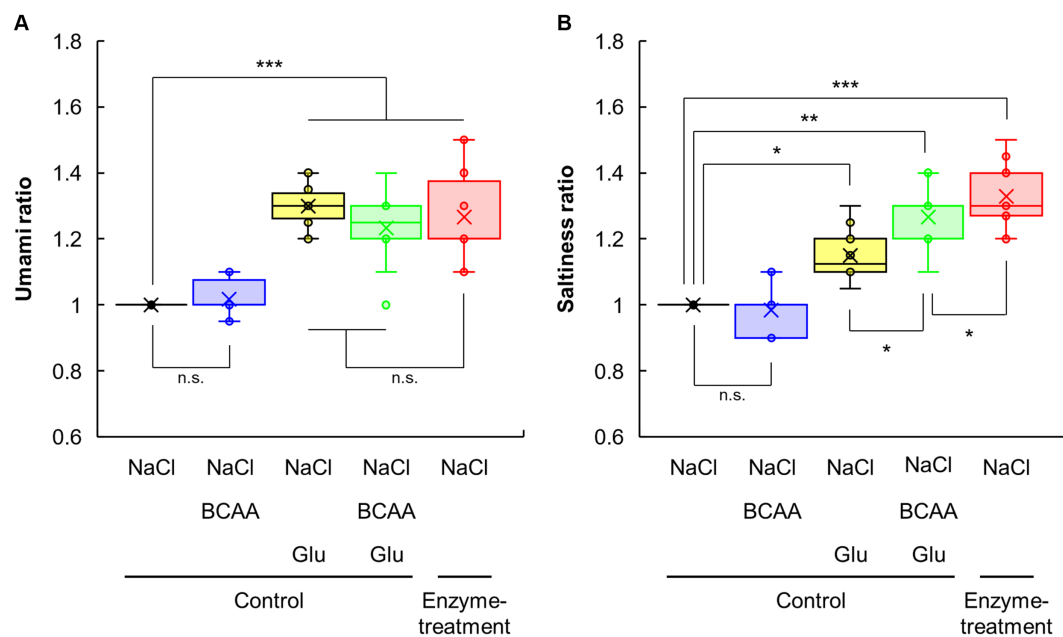 A
Umami ratio
1.8
1.6
1.4
1.2
1
0.8
0.6
***
n.s.
n.s.
NaCl NaCl NaCl NaCl NaCl
BCAA BCAA
Glu Glu
Control Enzyme-
treatment
B
Saltiness ratio
1.8
1.6
1.4
1.2
1
0.8
0.6
***
**
*
*
*
n.s.
NaCl NaCl NaCl NaCl NaCl
BCAA BCAA
Glu Glu
Control Enzyme-
treatment